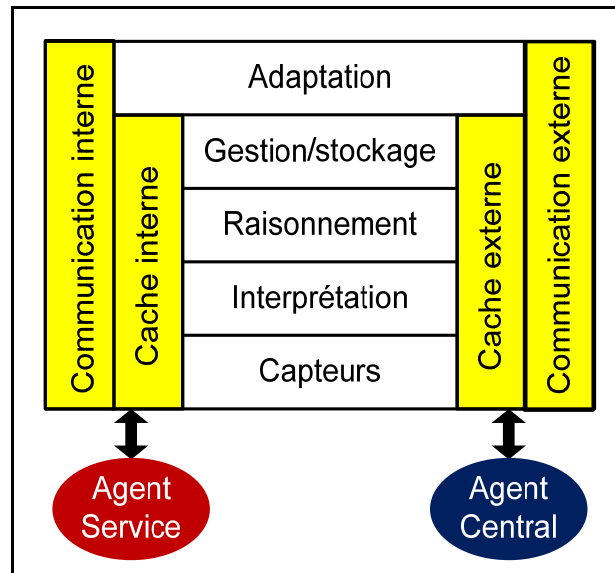 Communication interne
Cache interne
Adaptation
Gestion/stockage
Raisonnement
Interprétation
Capteurs
Cache externe
Communication externe
Agent
Service
Agent
Central